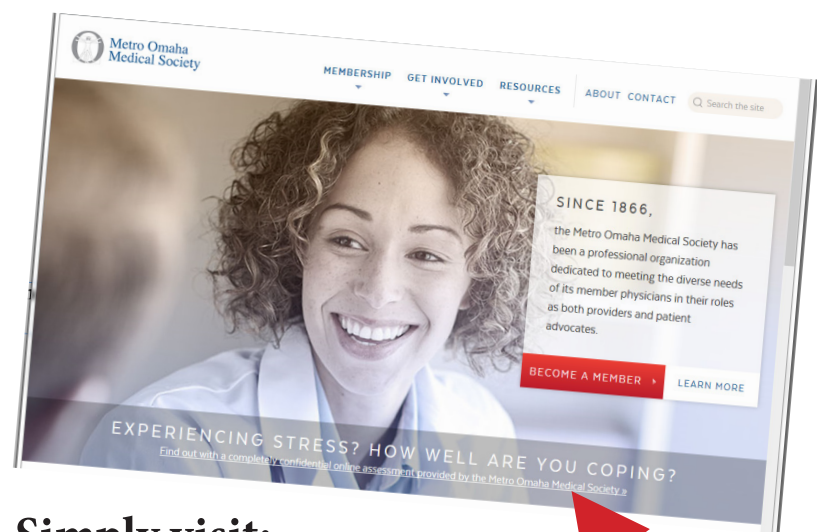 Metro Omaha
Medical Society
MEMBERSHIP GET INVOLVED RESOURCES ABOUT CONTACT Search the site
SINCE 1866,
the Metro Omaha Medical Society has
been a professional organization
dedicated to meeting the diverse needs
of its member physicians in their roles
as both providers and patient
advocates.
BECOME A MEMBER LEARN MORE
EXPERIENCING STRESS? HOW WELL ARE YOU COPING?
Find out with a completely confidential online assessment provided by the Metro Omaha Medical Society »
Simply visit: